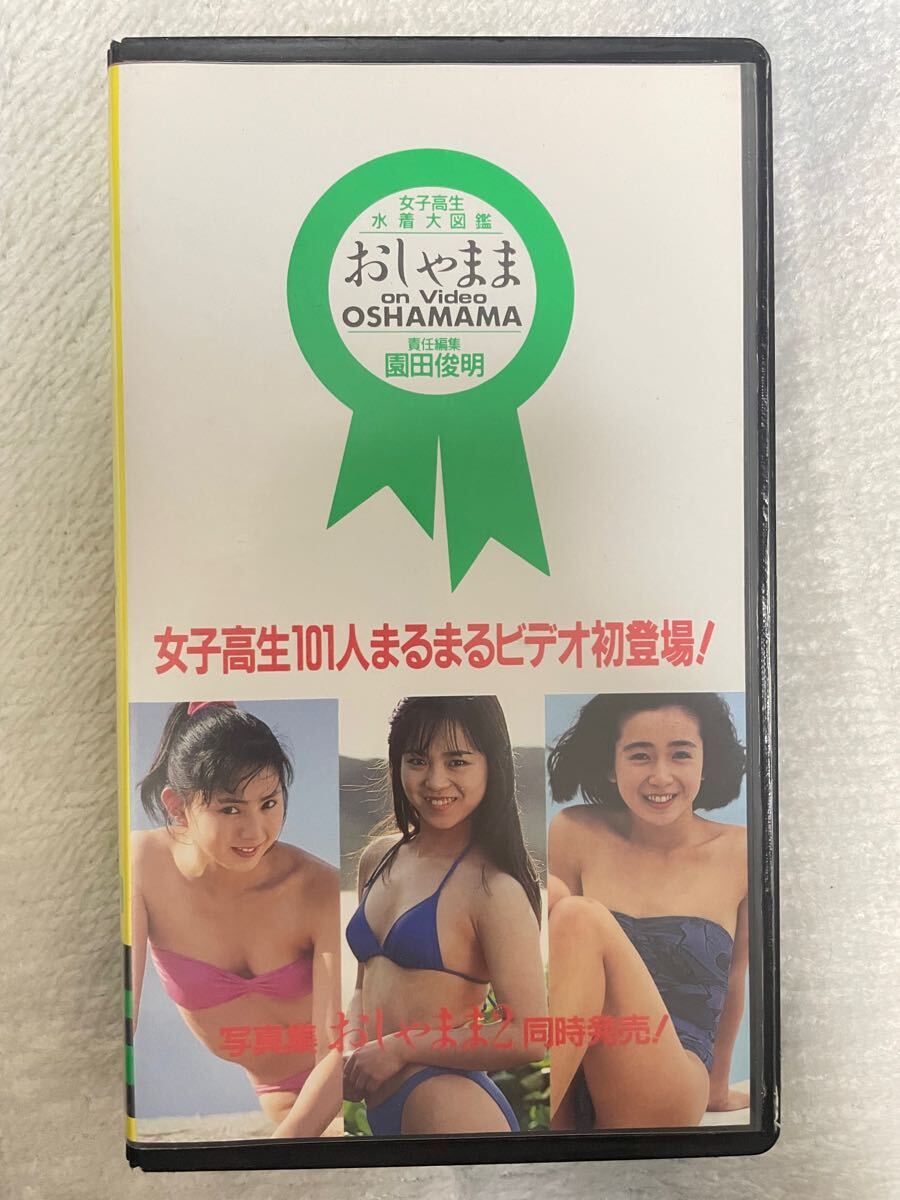 女子高生
水着大図鑑
おしゃまま
on Video
OSHAMAMA
責任編集
園田俊明
女子高生101人まるまるビデオ初登場!
写真集 おしゃまま2 同時発売!